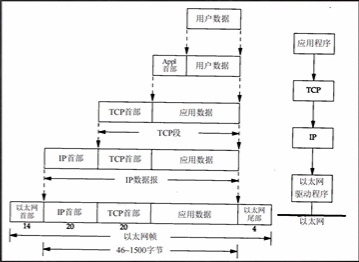 用户数据
应用程序
Appl
首部
用户数据
TCP首部
应用数据
TCP
TCP段
IP首部
TCP首部
应用数据
IP
IP数据报
以太网
驱动程序
以太网
首部
IP首部
TCP首部
应用数据
以太网
尾部
以太网
14
20
20
4
以太网帧
46~1500字节